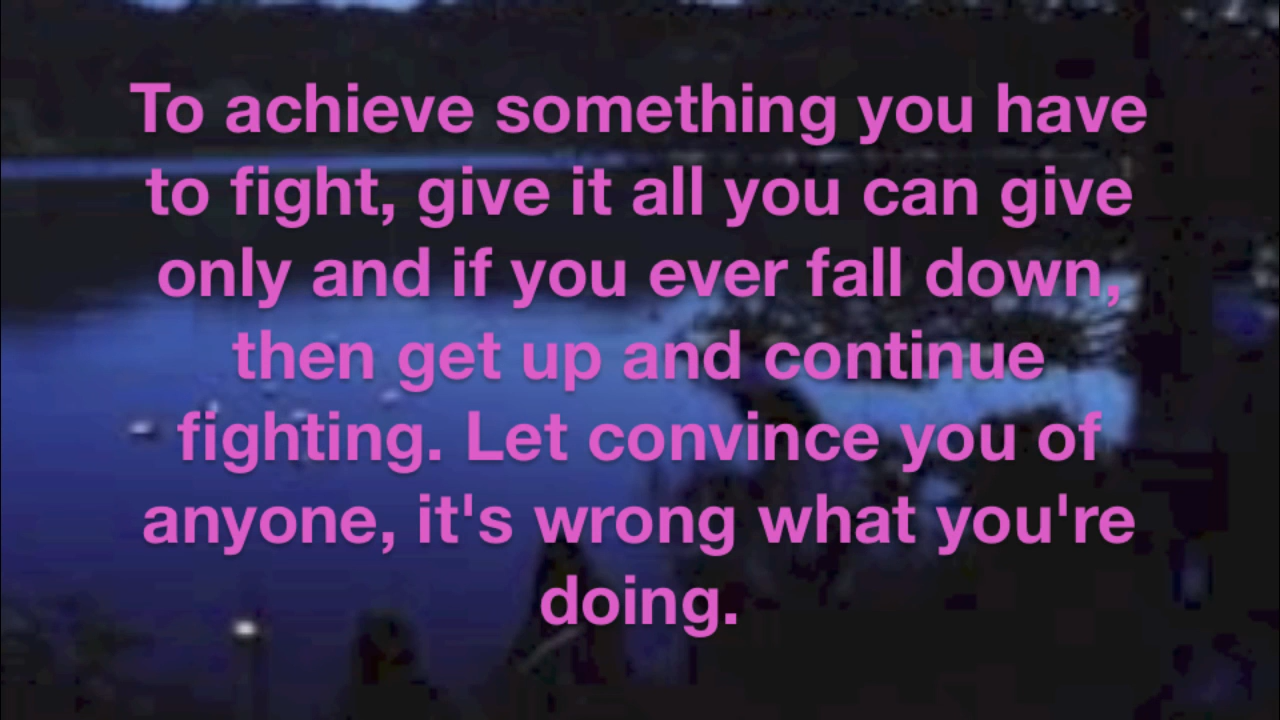 To achieve something you have
to fight, give it all you can give
only and if you ever fall down,
then get up and continue
fighting. Let convince you of
anyone, it's wrong what you're
doing.